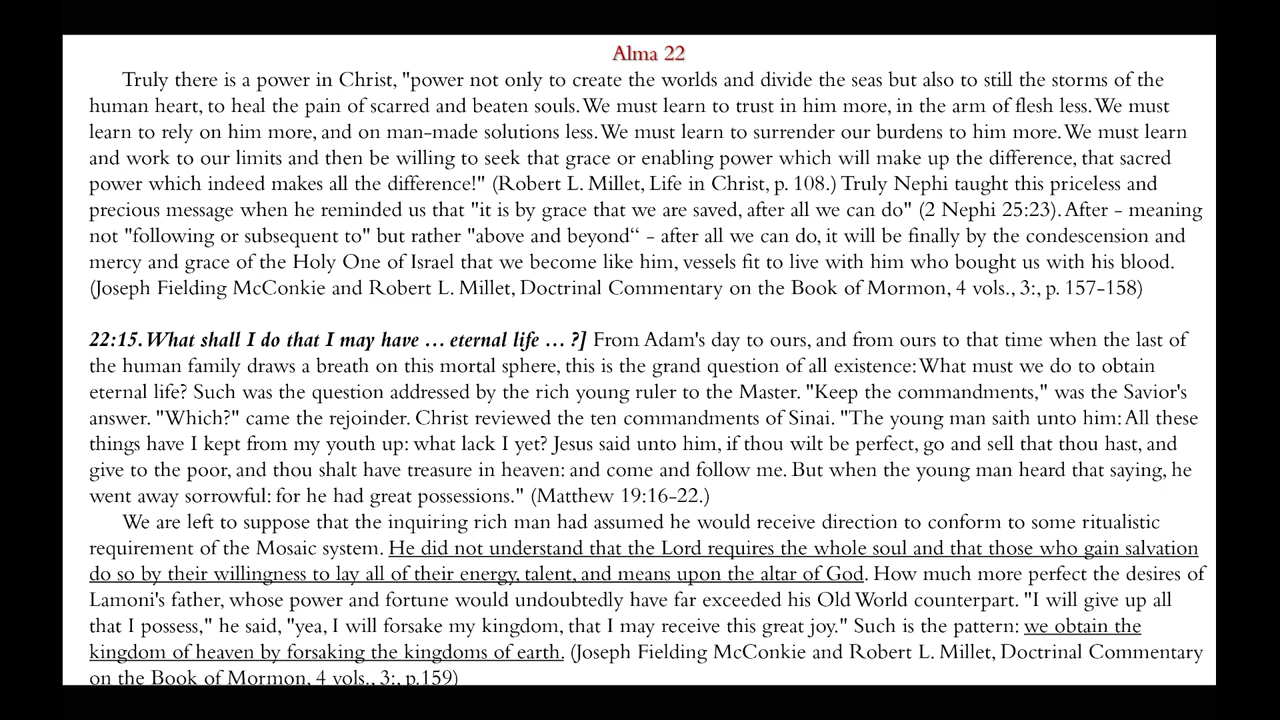 Alma 22
Truly there is a power in Christ, "power not only to create the worlds and divide the seas but also to still the storms of the
human heart, to heal the pain of scarred and beaten souls. We must learn to trust in him more, in the arm of flesh less. We must
learn to rely on him more, and on man-made solutions less. We must learn to surrender our burdens to him more. We must learn
and work to our limits and then be willing to seek that grace or enabling power which will make up the difference, that sacred
power which indeed makes all the difference!" (Robert L. Millet, Life in Christ, p. 108.) Truly Nephi taught this priceless and
precious message when he reminded us that "it is by grace that we are saved, after all we can do" (2 Nephi 25:23). After - meaning
not "following or subsequent to" but rather "above and beyond“ - after all we can do, it will be finally by the condescension and
mercy and grace of the Holy One of Israel that we become like him, vessels fit to live with him who bought us with his blood.
(Joseph Fielding McConkie and Robert L. Millet, Doctrinal Commentary on the Book of Mormon, 4 vols., 3:, p. 157-158)
22:15. What shall I do that I may have … eternal life … ?] From Adam's day to ours, and from ours to that time when the last of
the human family draws a breath on this mortal sphere, this is the grand question of all existence: What must we do to obtain
eternal life? Such was the question addressed by the rich young ruler to the Master. "Keep the commandments," was the Savior's
answer. "Which?" came the rejoinder. Christ reviewed the ten commandments of Sinai. "The young man saith unto him: All these
things have I kept from my youth up: what lack I yet? Jesus said unto him, if thou wilt be perfect, go and sell that thou hast, and
give to the poor, and thou shalt have treasure in heaven: and come and follow me. But when the young man heard that saying, he
went away sorrowful: for he had great possessions." (Matthew 19:16-22.)
We are left to suppose that the inquiring rich man had assumed he would receive direction to conform to some ritualistic
requirement of the Mosaic system. He did not understand that the Lord requires the whole soul and that those who gain salvation
do so by their willingness to lay all of their energy, talent, and means upon the altar of God. How much more perfect the desires of
Lamoni's father, whose power and fortune would undoubtedly have far exceeded his Old World counterpart. "I will give up all
that I possess," he said, "yea, I will forsake my kingdom, that I may receive this great joy." Such is the pattern: we obtain the
kingdom of heaven by forsaking the kingdoms of earth. (Joseph Fielding McConkie and Robert L. Millet, Doctrinal Commentary
on the Book of Mormon, 4 vols., 3:, p.159)